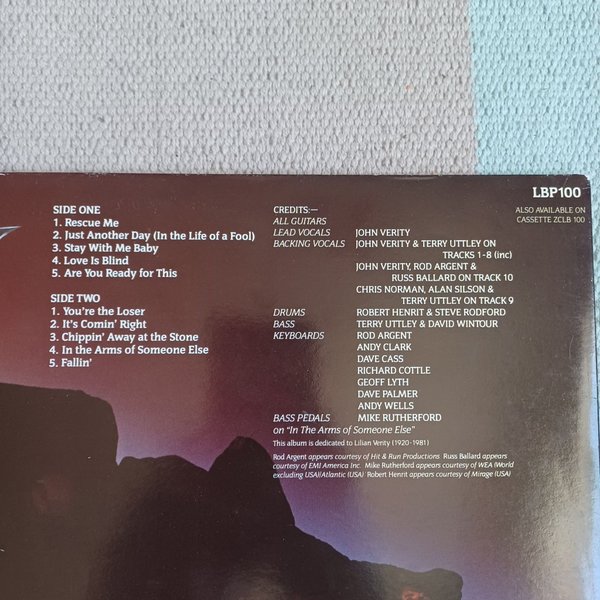 LBP100
ALSO AVAILABLE ON
CASSETTE ZCLB 100
SIDE ONE
1. Rescue Me
2. Just Another Day (In the Life of a Fool)
3. Stay With Me Baby
4. Love Is Blind
5. Are You Ready for This
SIDE TWO
1. You're the Loser
2. It's Comin' Right
3. Chippin' Away at the Stone
4. In the Arms of Someone Else
5. Fallin'
CREDITS:—
ALL GUITARS
LEAD VOCALS JOHN VERITY
BACKING VOCALS JOHN VERITY & TERRY UTTLEY ON
TRACKS 1-8 (inc)
JOHN VERITY, ROD ARGENT &
RUSS BALLARD ON TRACK 10
CHRIS NORMAN, ALAN SILSON &
TERRY UTTLEY ON TRACK 9
DRUMS ROBERT HENRIT & STEVE RODFORD
BASS TERRY UTTLEY & DAVID WINTOUR
KEYBOARDS ROD ARGENT
ANDY CLARK
DAVE CASS
RICHARD COTTLE
GEOFF LYTH
DAVE PALMER
ANDY WELLS
BASS PEDALS MIKE RUTHERFORD
on "In The Arms of Someone Else"
This album is dedicated to Lilian Verity (1920-1981)
Rod Argent appears courtesy of Hit & Run Productions Russ Ballard appears
courtesy of EMI America Inc. Mike Rutherford appears courtesy of WEA (World
excluding USA)/Atlantic (USA) Robert Henrit appears courtesy of Mirage (USA)